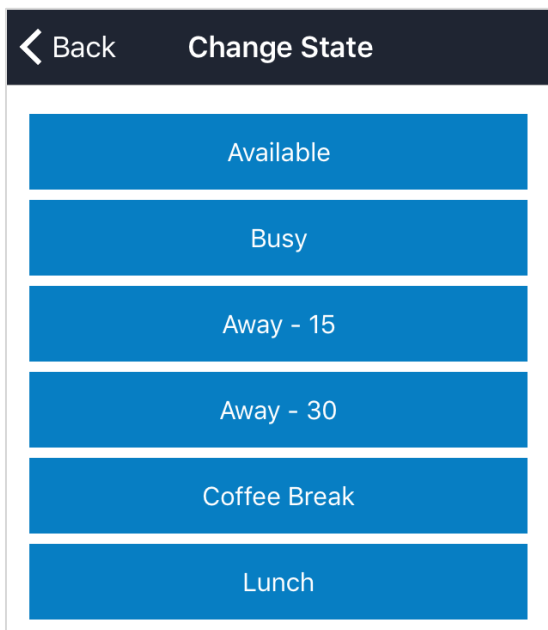 Back Change State
Available
Busy
Away - 15
Away - 30
Coffee Break
Lunch